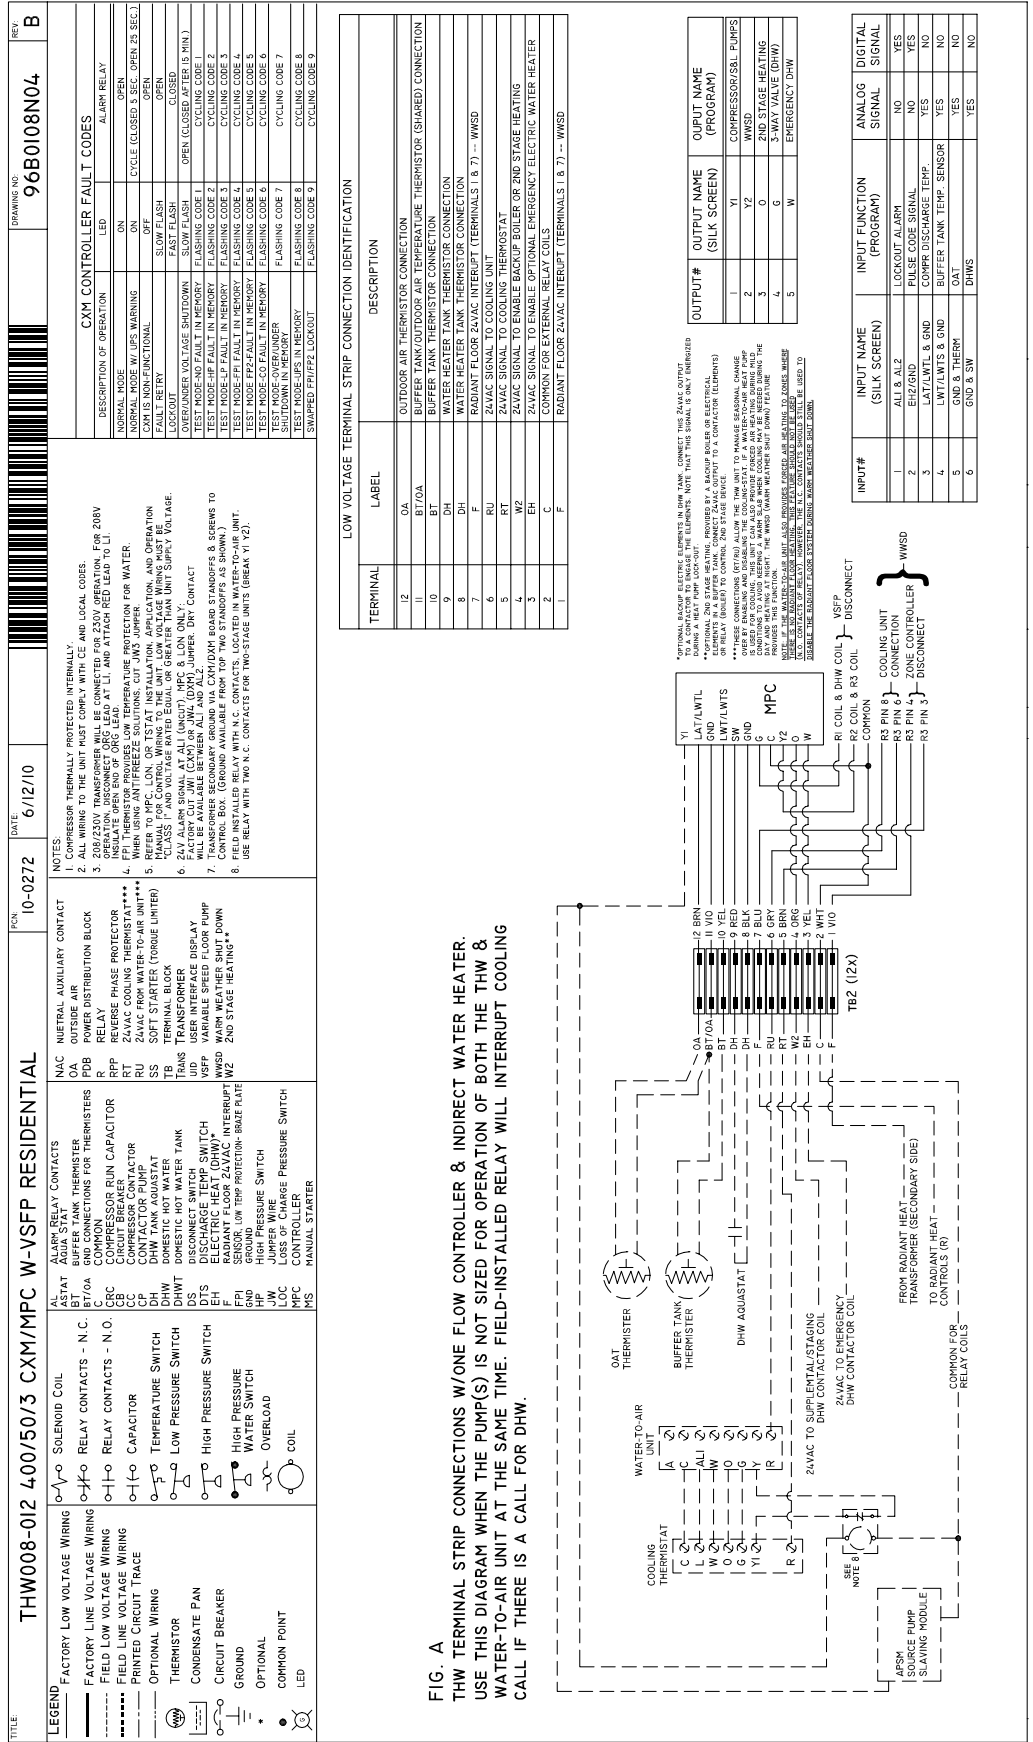 TITLE:
THW008-012 400/50/3 CXM/MPC W-VSFP RESIDENTIAL
PCN:
10-0272
DATE:
6/12/10
DRAWING NO:
96B0108N04
REV:
B
LEGEND
FACTORY LOW VOLTAGE WIRING
FACTORY LINE VOLTAGE WIRING
FIELD LOW VOLTAGE WIRING
FIELD LINE VOLTAGE WIRING
PRINTED CIRCUIT TRACE
OPTIONAL WIRING
THERMISTOR
CONDENSATE PAN
CIRCUIT BREAKER
GROUND
* OPTIONAL
COMMON POINT
G LED
SOLENOID COIL
RELAY CONTACTS - N.C.
RELAY CONTACTS - N.O.
CAPACITOR
TEMPERATURE SWITCH
LOW PRESSURE SWITCH
HIGH PRESSURE SWITCH
HIGH PRESSURE
WATER SWITCH
OVERLOAD
COIL
AL ALARM RELAY CONTACTS
ASTAT AQUA STAT
BT BUFFER TANK THERMISTER
BT/OA GND CONNECTIONS FOR THERMISTERS
C COMMON
CRC COMPRESSOR RUN CAPACITOR
CB CIRCUIT BREAKER
CC COMPRESSOR CONTACTOR
CP CONTACTOR PUMP
DH DHW TANK AQUASTAT
DHW DOMESTIC HOT WATER
DHWT DOMESTIC HOT WATER TANK
DS DISCONNECT SWITCH
DTS DISCHARGE TEMP SWITCH
EH ELECTRIC HEAT (DHW)*
F RADIANT FLOOR 24VAC INTERRUPT
FP1 SENSOR, LOW TEMP PROTECTION- BRAZE PLATE
GND GROUND
HP HIGH PRESSURE SWITCH
JW JUMPER WIRE
LOC LOSS OF CHARGE PRESSURE SWITCH
MPC CONTROLLER
MS MANUAL STARTER
NAC NUETRAL AUXILIARY CONTACT
OA OUTSIDE AIR
PDB POWER DISTRIBUTION BLOCK
R RELAY
RPP REVERSE PHASE PROTECTOR
RT 24VAC COOLING THERMISTAT***
RU 24VAC FROM WATER-TO-AIR UNIT***
SS SOFT STARTER (TORQUE LIMITER)
TB TERMINAL BLOCK
TRANS TRANSFORMER
UID USER INTERFACE DISPLAY
VSFP VARIABLE SPEED FLOOR PUMP
WWSD WARM WEATHER SHUT DOWN
W2 2ND STAGE HEATING**
NOTES:
1. COMPRESSOR THERMALLY PROTECTED INTERNALLY.
2. ALL WIRING TO THE UNIT MUST COMPLY WITH CE AND LOCAL CODES.
3. 208/230V TRANSFORMER WILL BE CONNECTED FOR 230V OPERATION. FOR 208V
OPERATION, DISCONNECT ORG LEAD AT L1, AND ATTACH RED LEAD TO L1.
INSULATE OPEN END OF ORG LEAD.
4. FP1 THERMISTOR PROVIDES LOW TEMPERATURE PROTECTION FOR WATER.
WHEN USING ANTIFREEZE SOLUTIONS, CUT JW3 JUMPER.
5. REFER TO MPC, LON, OR TSTAT INSTALLATION, APPLICATION, AND OPERATION
MANUAL FOR CONTROL WIRING TO THE UNIT. LOW VOLTAGE WIRING MUST BE
"CLASS 1" AND VOLTAGE RATED EQUAL OR GREATER THAN UNIT SUPPLY VOLTAGE.
6. 24V ALARM SIGNAL AT AL1 (UNCUT). MPC & LON ONLY:
FACTORY CUT JW1 (CXM) OR JW4 (DXM) JUMPER. DRY CONTACT
WILL BE AVAILABLE BETWEEN AL1 AND AL2.
7. TRANSFORMER SECONDARY GROUND VIA CXM/DXM BOARD STANDOFFS & SCREWS TO
CONTROL BOX. (GROUND AVAILABLE FROM TOP TWO STANDOFFS AS SHOWN.)
8. FIELD INSTALLED RELAY WITH N.C. CONTACTS, LOCATED IN WATER-TO-AIR UNIT.
USE RELAY WITH TWO N.C. CONTACTS FOR TWO-STAGE UNITS (BREAK Y1 Y2).
CXM CONTROLLER FAULT CODES
DESCRIPTION OF OPERATION LED ALARM RELAY
NORMAL MODE ON OPEN
NORMAL MODE W/ UPS WARNING ON CYCLE (CLOSED 5 SEC. OPEN 25 SEC.)
CXM IS NON-FUNCTIONAL OFF OPEN
FAULT RETRY SLOW FLASH OPEN
LOCKOUT FAST FLASH CLOSED
OVER/UNDER VOLTAGE SHUTDOWN SLOW FLASH OPEN (CLOSED AFTER 15 MIN.)
TEST MODE-NO FAULT IN MEMORY FLASHING CODE 1 CYCLING CODE 1
TEST MODE-HP FAULT IN MEMORY FLASHING CODE 2 CYCLING CODE 2
TEST MODE-LP FAULT IN MEMORY FLASHING CODE 3 CYCLING CODE 3
TEST MODE-FP1 FAULT IN MEMORY FLASHING CODE 4 CYCLING CODE 4
TEST MODE FP2-FAULT IN MEMORY FLASHING CODE 5 CYCLING CODE 5
TEST MODE-CO FAULT IN MEMORY FLASHING CODE 6 CYCLING CODE 6
TEST MODE-OVER/UNDER
SHUTDOWN IN MEMORY FLASHING CODE 7 CYCLING CODE 7
TEST MODE-UPS IN MEMORY FLASHING CODE 8 CYCLING CODE 8
SWAPPED FP1/FP2 LOCKOUT FLASHING CODE 9 CYCLING CODE 9
LOW VOLTAGE TERMINAL STRIP CONNECTION IDENTIFICATION
TERMINAL LABEL DESCRIPTION
12 OA OUTDOOR AIR THERMISTOR CONNECTION
11 BT/OA BUFFER TANK/OUTDOOR AIR TEMPERATURE THERMISTOR (SHARED) CONNECTION
10 BT BUFFER TANK THERMISTOR CONNECTION
9 DH WATER HEATER TANK THERMISTOR CONNECTION
8 DH WATER HEATER TANK THERMISTOR CONNECTION
7 F RADIANT FLOOR 24VAC INTERUPT (TERMINALS 1 & 7) -- WWSD
6 RU 24VAC SIGNAL TO COOLING UNIT
5 RT 24VAC SIGNAL TO COOLING THERMOSTAT
4 W2 24VAC SIGNAL TO ENABLE BACKUP BOILER OR 2ND STAGE HEATING
3 EH 24VAC SIGNAL TO ENABLE OPTIONAL EMERGENCY ELECTRIC WATER HEATER
2 C COMMON FOR EXTERNAL RELAY COILS
1 F RADIANT FLOOR 24VAC INTERUPT (TERMINALS 1 & 7) -- WWSD
FIG. A
THW TERMINAL STRIP CONNECTIONS W/ONE FLOW CONTROLLER & INDIRECT WATER HEATER.
USE THIS DIAGRAM WHEN THE PUMP(S) IS NOT SIZED FOR OPERATION OF BOTH THE THW &
WATER-TO-AIR UNIT AT THE SAME TIME. FIELD-INSTALLED RELAY WILL INTERRUPT COOLING
CALL IF THERE IS A CALL FOR DHW.
*OPTIONAL BACKUP ELECTRIC ELEMENTS IN DHW TANK. CONNECT THIS 24VAC OUTPUT
TO A CONTACTOR TO ENGAGE THE ELEMENTS. NOTE THAT THIS SIGNAL IS ONLY ENERGIZED
DURING A HEAT PUMP LOCK-OUT.
**OPTIONAL 2ND STAGE HEATING, PROVIDED BY A BACKUP BOILER OR ELECTRICAL
ELEMENTS IN A BUFFER TANK. CONNECT 24VAC OUTPUT TO A CONTACTOR (ELEMENTS)
OR RELAY (BOILER) TO CONTROL 2ND STAGE DEVICE.
***THESE CONNECTIONS (RT/RU) ALLOW THE THW UNIT TO MANAGE SEASONAL CHANGE
OVER BY ENABLING AND DISABLING THE COOLING-STAT. IF A WATER-TO-AIR HEAT PUMP
IS USED FOR COOLING, THIS UNIT CAN ALSO PROVIDE FORCED AIR HEATING DURING MILD
CONDITIONS TO AVOID KEEPING A WARM SLAB WHEN COOLING MAY BE NEEDED DURING THE
DAY AND HEATING AT NIGHT. THE WWSD (WARM WEATHER SHUT DOWN) FEATURE
PROVIDES THIS FUNCTION.
NOTE: IF THE WATER-TO-AIR UNIT ALSO PROVIDES FORCED AIR HEATING TO ZONES WHERE
THERE IS NO RADIANT FLOOR HEATING, THIS FEATURE SHOULD NOT BE USED
(N.O. CONTACTS OF RELAY). HOWEVER, THE N.C. CONTACTS SHOULD STILL BE USED TO
DISABLE THE RADIANT FLOOR SYSTEM DURING WARM WEATHER SHUT DOWN.
OUTPUT# OUTPUT NAME (SILK SCREEN) OUPUT NAME (PROGRAM)
1 Y1 COMPRESSOR/S&L PUMPS
2 Y2 WWSD
3 O 2ND STAGE HEATING
4 G 3-WAY VALVE (DHW)
5 W EMERGENCY DHW
INPUT# INPUT NAME (SILK SCREEN) INPUT FUNCTION (PROGRAM) ANALOG SIGNAL DIGITAL SIGNAL
1 AL1 & AL2 LOCKOUT ALARM NO YES
2 EH2/GND PULSE CODE SIGNAL NO YES
3 LAT/LWTL & GND COMPR DISCHARGE TEMP. YES NO
4 LWT/LWTS & GND BUFFER TANK TEMP. SENSOR YES NO
5 GND & THERM OAT YES NO
6 GND & SW DHWS YES NO
MPC
Y1
LAT/LWTL
GND
LWT/LWTS
SW
GND
G
C
Y2
O
W
R1 COIL & DHW COIL
VSFP
DISCONNECT
R2 COIL & R3 COIL
COMMON
R3 PIN 8
COOLING UNIT
CONNECTION
R3 PIN 6
R3 PIN 4
ZONE CONTROLLER
DISCONNECT
R3 PIN 3
WWSD
12 BRN
11 VIO
10 YEL
9 RED
8 BLK
7 BLU
6 GRY
5 BRN
4 ORG
3 YEL
2 WHT
1 VIO
TB2 (12X)
OA
BT/OA
BT
DH
DH
F
RU
RT
W2
EH
C
F
OAT
THERMISTER
BUFFER TANK
THERMISTER
DHW AQUASTAT
24VAC TO SUPPLEMTAL/STAGING
DHW CONTACTOR COIL
24VAC TO EMERGENCY
DHW CONTACTOR COIL
FROM RADIANT HEAT
TRANSFORMER (SECONDARY SIDE)
TO RADIANT HEAT
CONTROLS (R)
COMMON FOR
RELAY COILS
WATER-TO-AIR
UNIT
A
C
AL1
W
O
G
Y
R
COOLING
THERMOSTAT
C
L
W
O
G
Y1
R
SEE
NOTE 8
APSM
SOURCE PUMP
SLAVING MODULE